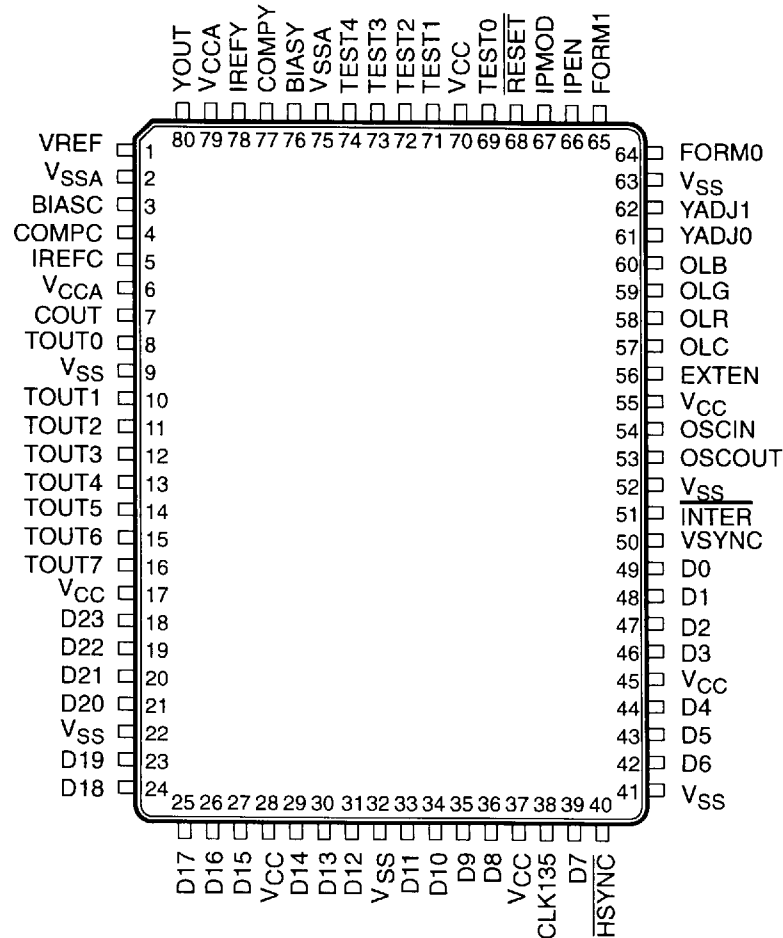 YOUT
VCCA
IREFY
COMPY
BIASY
VSSA
TEST4
TEST3
TEST2
TEST1
VCC
TEST0
RESET
IPMOD
IPEN
FORM1
80 79 78 77 76 75 74 73 72 71 70 69 68 67 66 65
VREF 1
VSSA 2
BIASC 3
COMPC 4
IREFC 5
VCCA 6
COUT 7
TOUT0 8
VSS 9
TOUT1 10
TOUT2 11
TOUT3 12
TOUT4 13
TOUT5 14
TOUT6 15
TOUT7 16
VCC 17
D23 18
D22 19
D21 20
D20 21
VSS 22
D19 23
D18 24
64 FORM0
63 VSS
62 YADJ1
61 YADJ0
60 OLB
59 OLG
58 OLR
57 OLC
56 EXTEN
55 VCC
54 OSCIN
53 OSCOUT
52 VSS
51 INTER
50 VSYNC
49 D0
48 D1
47 D2
46 D3
45 VCC
44 D4
43 D5
42 D6
41 VSS
25 26 27 28 29 30 31 32 33 34 35 36 37 38 39 40
D17
D16
D15
VCC
D14
D13
D12
VSS
D11
D10
D9
D8
VCC
CLK135
D7
HSYNC